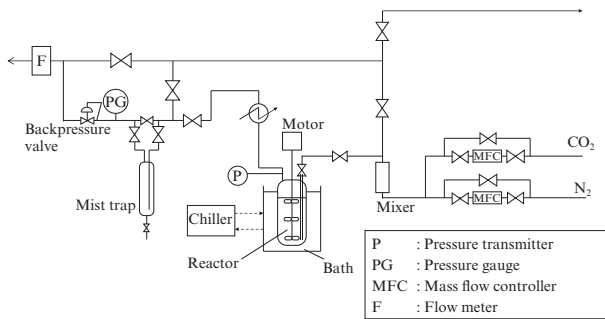 F
PG
Backpressure
valve
Motor
P
CO2
MFC
N2
MFC
Mist trap
Mixer
Chiller
Reactor
Bath
P : Pressure transmitter
PG : Pressure gauge
MFC : Mass flow controller
F : Flow meter